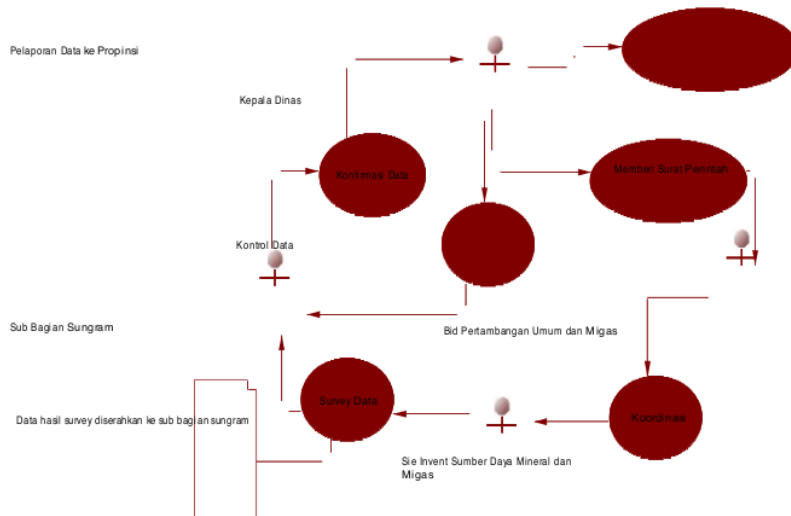 Pelaporan Data ke Propinsi
Kepala Dinas
Konfirmasi Data
Memberi Surat Perintah
Kontrol Data
Sub Bagian Sungram
Bid Pertambangan Umum dan Migas
Survey Data
Data hasil survey diserahkan ke sub bagian sungram
Koordinasi
Sie Invent Sumber Daya Mineral dan
Migas